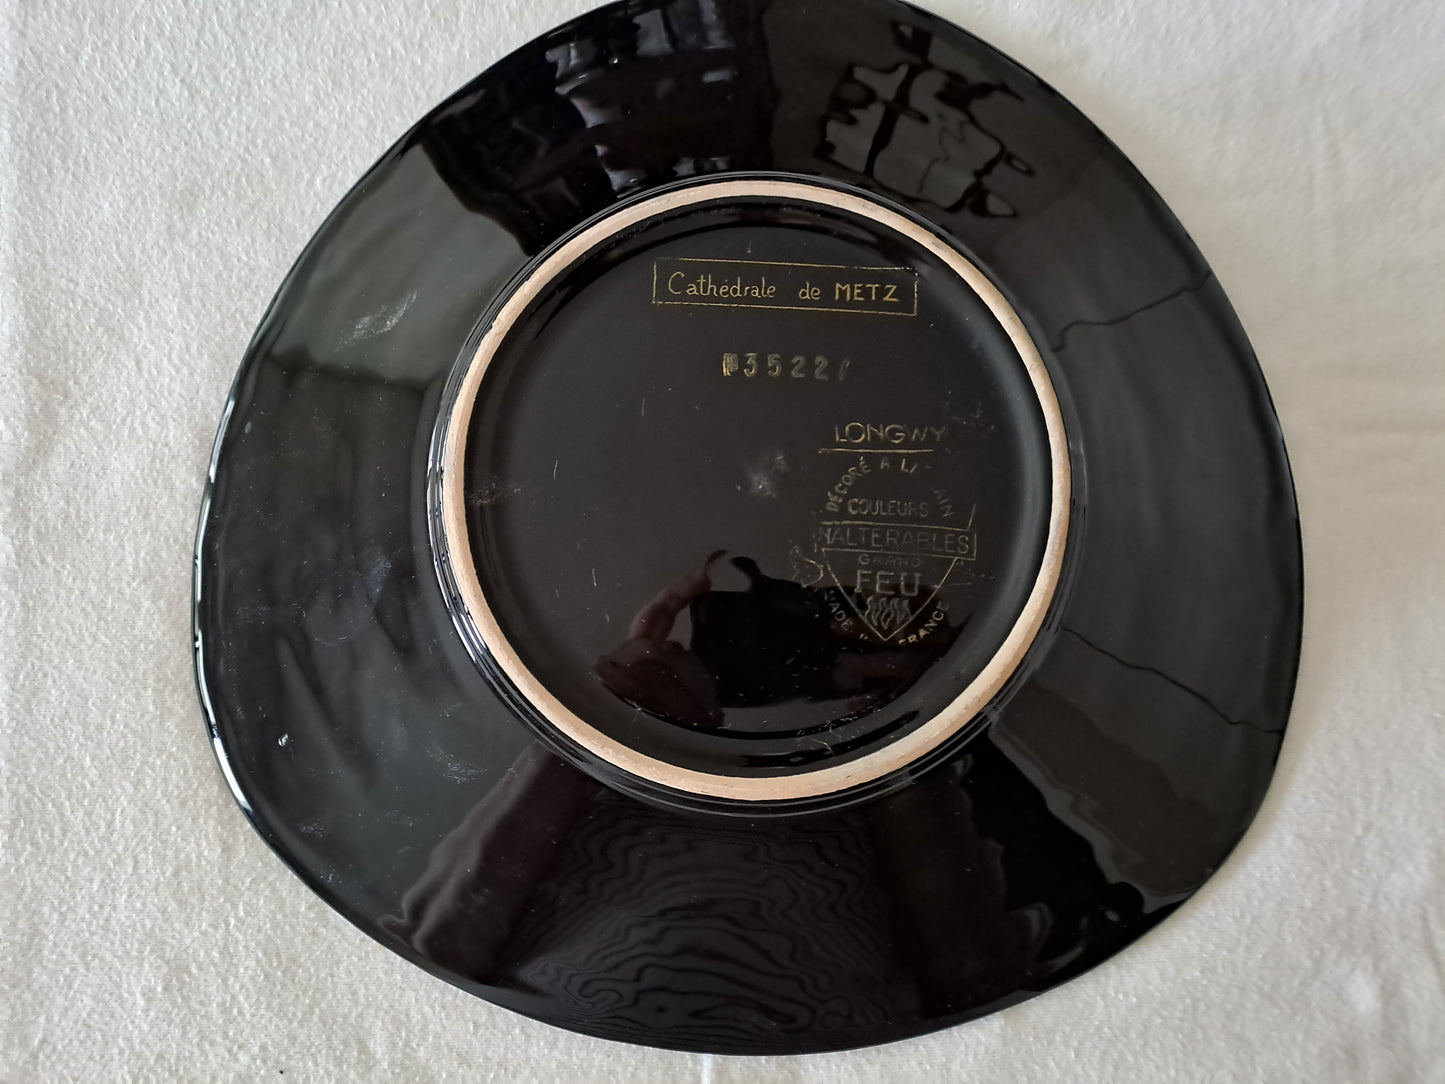 Cathédrale de METZ
35221
LONGWY
DÉCORÉ A LA MAIN
COULEURS
INALTERABLES
GRAND
FEU
MADE IN FRANCE